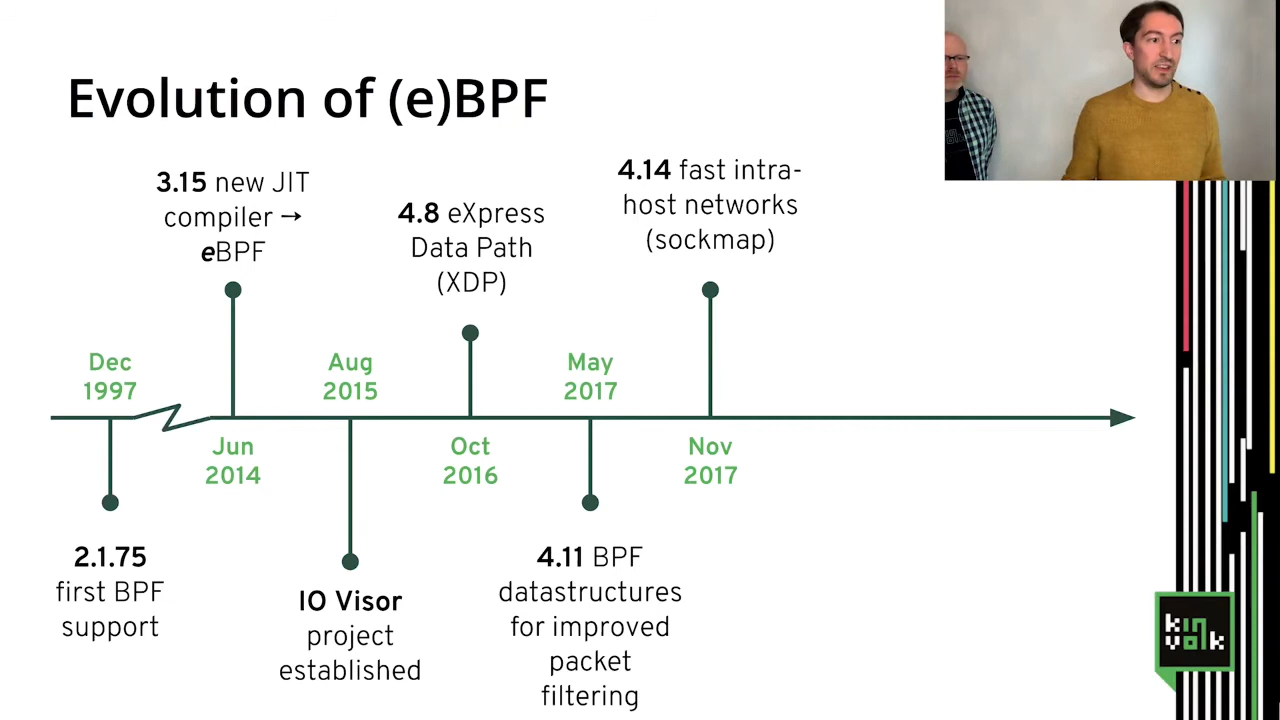 Evolution of (e)BPF
3.15 new JIT
compiler →
eBPF
4.8 eXpress
Data Path
(XDP)
4.14 fast intra-
host networks
(sockmap)
Dec
1997
Aug
2015
May
2017
Jun
2014
Oct
2016
Nov
2017
2.1.75
first BPF
support
IO Visor
project
established
4.11 BPF
datastructures
for improved
packet
filtering
kin
volk